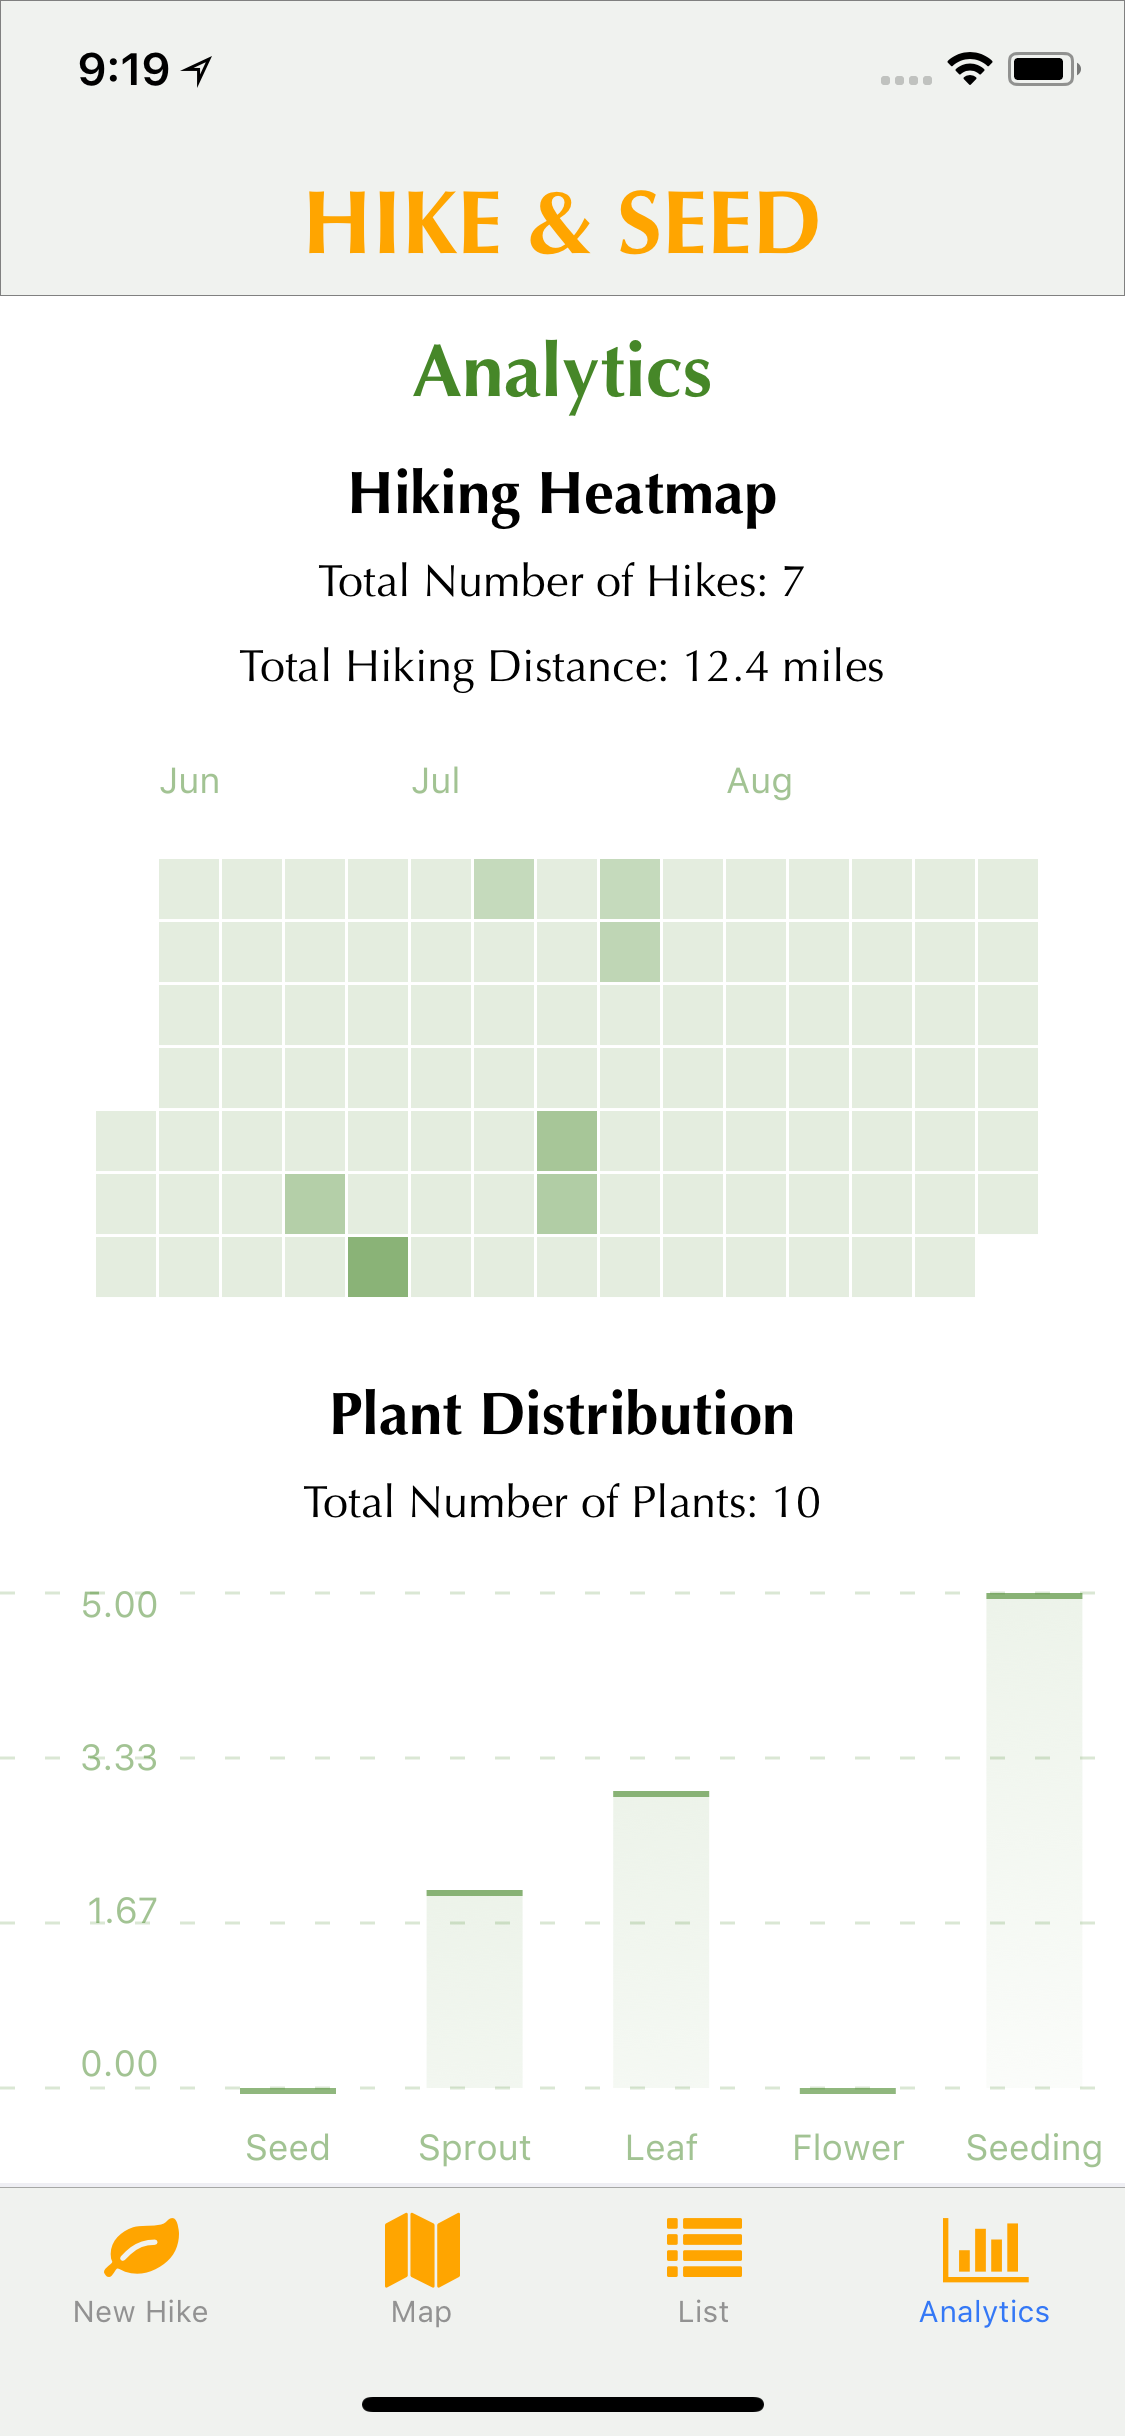 9:19
HIKE & SEED
Analytics
Hiking Heatmap
Total Number of Hikes: 7
Total Hiking Distance: 12.4 miles
Jun Jul Aug
Plant Distribution
Total Number of Plants: 10
5.00
3.33
1.67
0.00
Seed Sprout Leaf Flower Seeding
New Hike Map List Analytics